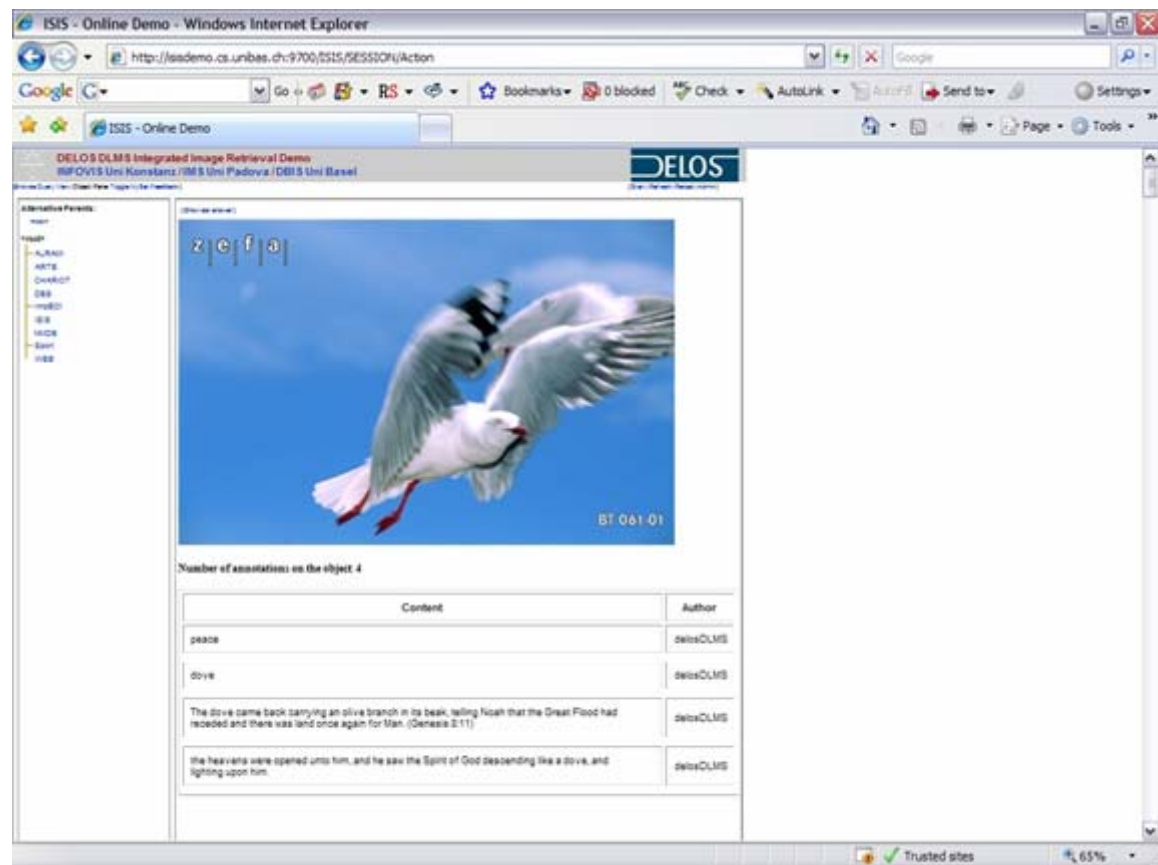 ISIS - Online Demo - Windows Internet Explorer
http://isisdemo.cs.unibas.ch:9700/ISIS/SESSION/Action
Google
Google G Go RS Bookmarks 0 blocked Check AutoLink AutoFill Send to Settings
ISIS - Online Demo
Page Tools
DELOS DLMS Integrated Image Retrieval Demo
INFOVIS Uni Konstanz / IMS Uni Padova / DBIS Uni Basel
DELOS
Alternative Parents:
ARTE
CHARIOT
ISIS
WEB
z e f a
BT 061-01
Number of annotations on the object 4
Content Author
peace delosDLMS
dove delosDLMS
The dove came back carrying an olive branch in its beak, telling Noah that the Great Flood had
receded and there was land once again for Man. (Genesis 8:11) delosDLMS
the heavens were opened unto him, and he saw the Spirit of God descending like a dove, and
lighting upon him. delosDLMS
Trusted sites 65%